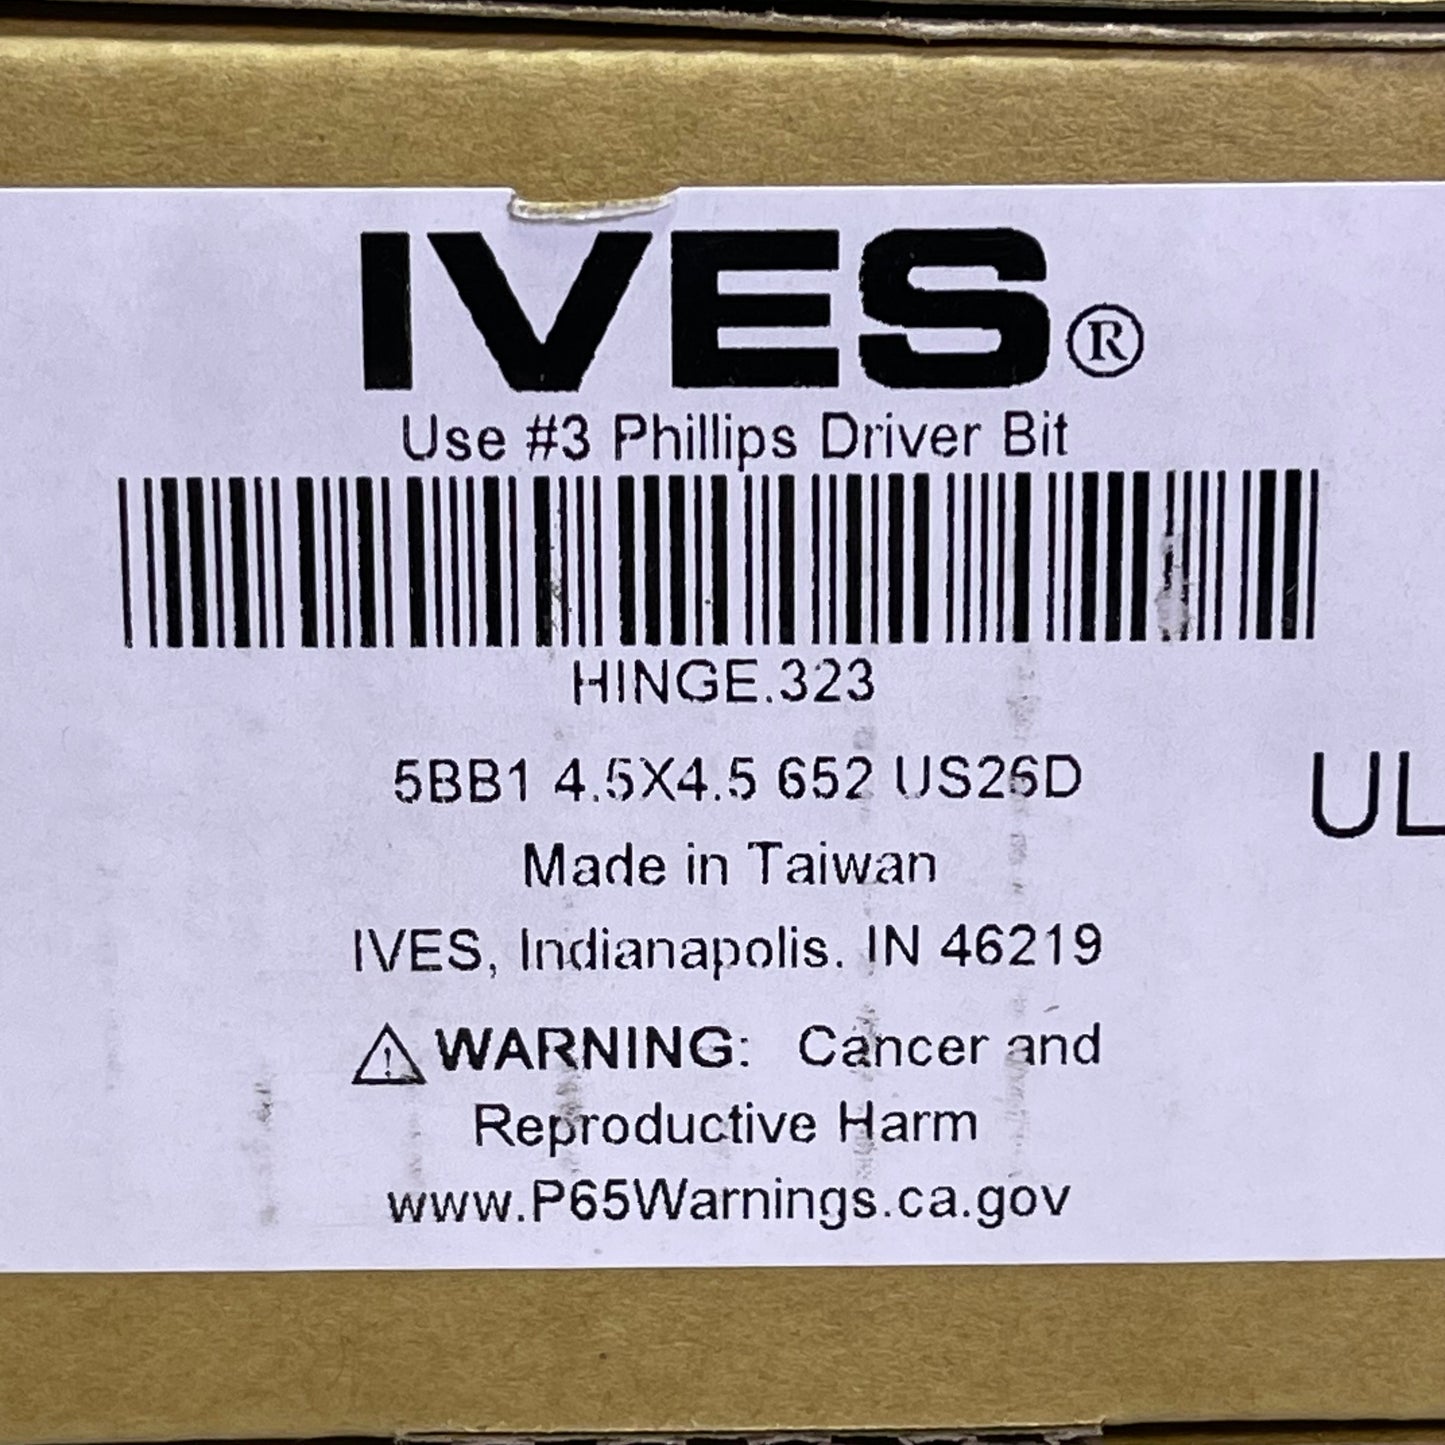 IVES®
Use #3 Phillips Driver Bit
HINGE.323
5BB1 4.5X4.5 652 US26D
UL
Made in Taiwan
IVES, Indianapolis. IN 46219
⚠ WARNING: Cancer and
Reproductive Harm
www.P65Warnings.ca.gov